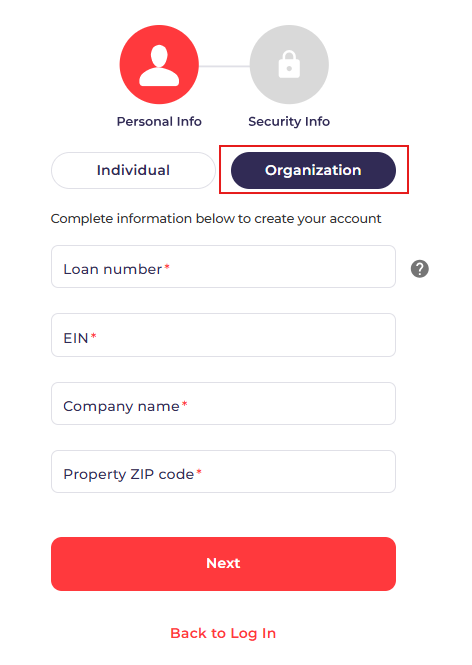 Personal Info
Security Info
Individual
Organization
Complete information below to create your account
Loan number*
?
EIN*
Company name*
Property ZIP code*
Next
Back to Log In